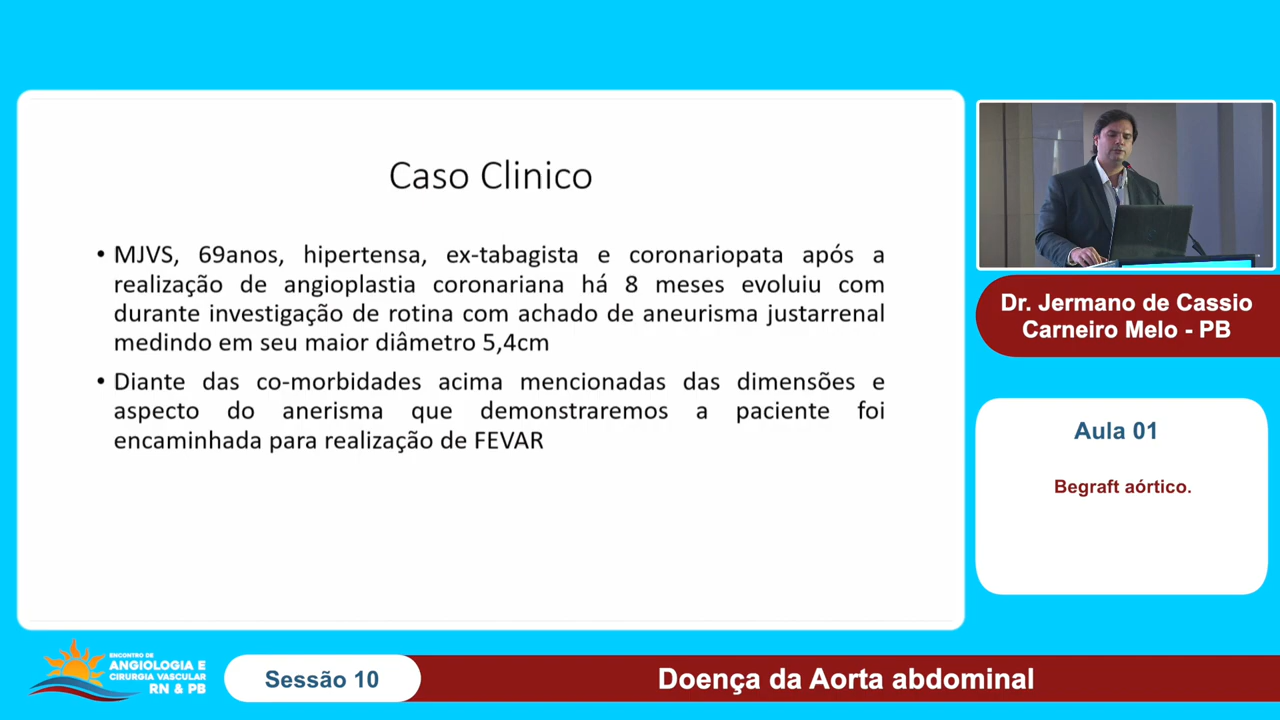 Caso Clinico
• MJVS, 69anos, hipertensa, ex-tabagista e coronariopata após a
realização de angioplastia coronariana há 8 meses evoluiu com
durante investigação de rotina com achado de aneurisma justarrenal
medindo em seu maior diâmetro 5,4cm
• Diante das co-morbidades acima mencionadas das dimensões e
aspecto do anerisma que demonstraremos a paciente foi
encaminhada para realização de FEVAR
Dr. Jermano de Cassio
Carneiro Melo - PB
Aula 01
Begraft aórtico.
ENCONTRO DE
ANGIOLOGIA E
CIRURGIA VASCULAR
RN & PB
Sessão 10
Doença da Aorta abdominal